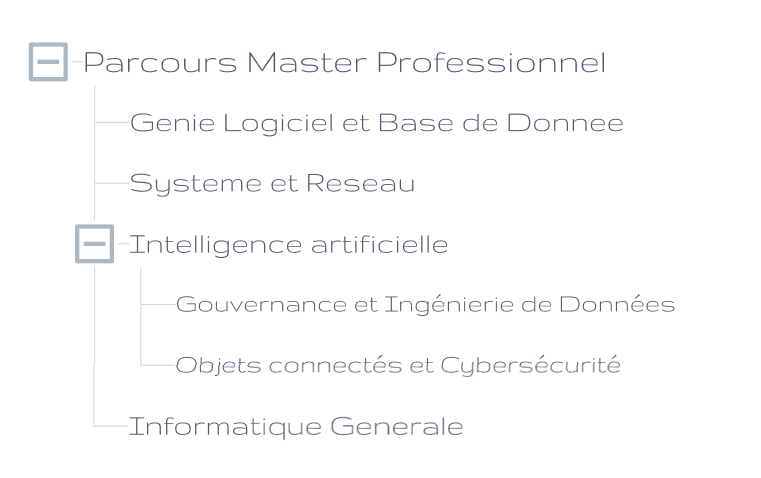 Parcours Master Professionnel
Genie Logiciel et Base de Donnee
Systeme et Reseau
Intelligence artificielle
Gouvernance et Ingénierie de Données
Objets connectés et Cybersécurité
Informatique Generale